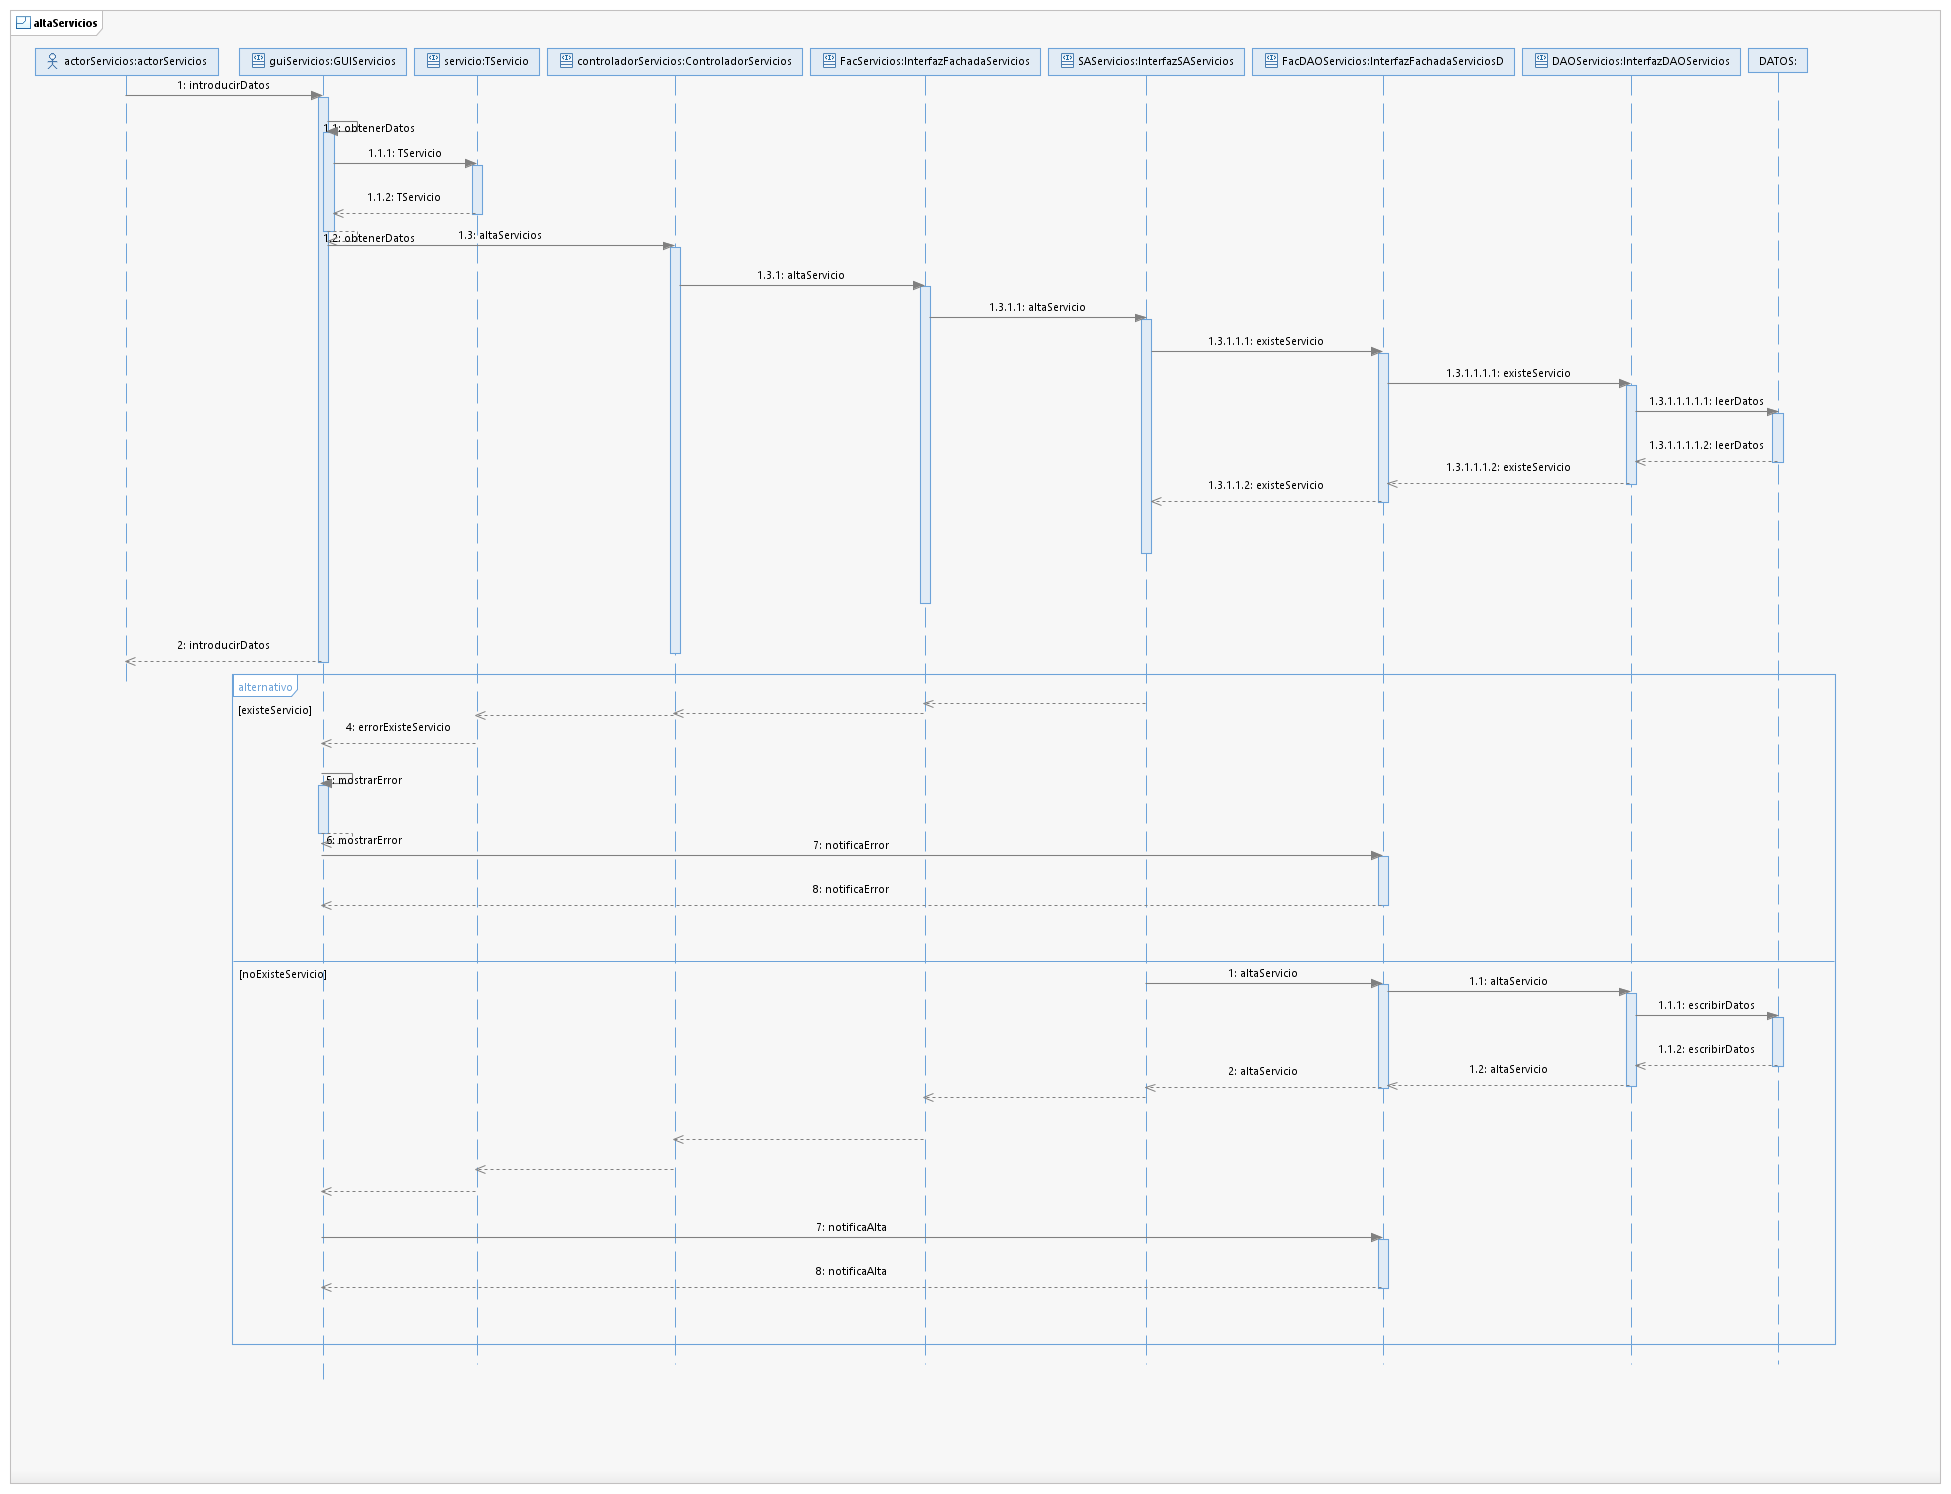 altaServicios
actorServicios:actorServicios
guiServicios:GUIServicios
servicio:TServicio
controladorServicios:ControladorServicios
FacServicios:InterfazFachadaServicios
SAServicios:InterfazSAServicios
FacDAOServicios:InterfazFachadaServiciosD
DAOServicios:InterfazDAOServicios
DATOS:
1: introducirDatos
1.1: obtenerDatos
1.1.1: TServicio
1.1.2: TServicio
1.2: obtenerDatos
1.3: altaServicios
1.3.1: altaServicio
1.3.1.1: altaServicio
1.3.1.1.1: existeServicio
1.3.1.1.1.1: existeServicio
1.3.1.1.1.1.1: leerDatos
1.3.1.1.1.1.2: leerDatos
1.3.1.1.1.2: existeServicio
1.3.1.1.2: existeServicio
2: introducirDatos
alternativo
[existeServicio]
4: errorExisteServicio
5: mostrarError
6: mostrarError
7: notificaError
8: notificaError
[noExisteServicio]
1: altaServicio
1.1: altaServicio
1.1.1: escribirDatos
1.1.2: escribirDatos
1.2: altaServicio
2: altaServicio
7: notificaAlta
8: notificaAlta